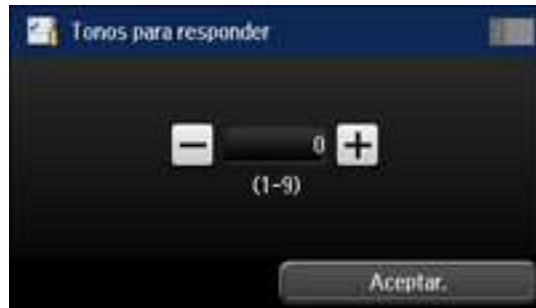 Tonos para responder
0
(1-9)
Aceptar.